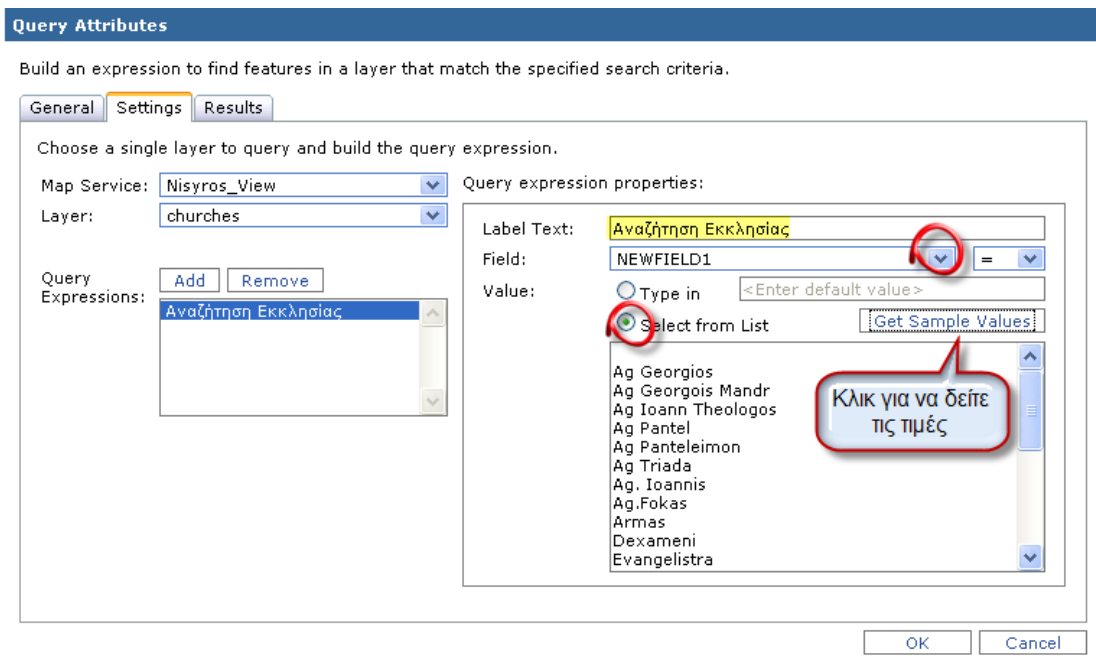 Query Attributes
Build an expression to find features in a layer that match the specified search criteria.
General Settings Results
Choose a single layer to query and build the query expression.
Map Service: Nisyros_View
Layer: churches
Query Expressions: Add Remove
Αναζήτηση Εκκλησίας
Query expression properties:
Label Text: Αναζήτηση Εκκλησίας
Field: NEWFIELD1 =
Value: Type in <Enter default value>
Select from List Get Sample Values
Ag Georgios
Ag Georgois Mandr
Ag Ioann Theologos
Ag Pantel
Ag Panteleimon
Ag Triada
Ag. Ioannis
Ag.Fokas
Armas
Dexameni
Evangelistra
Κλικ για να δείτε
τις τιμές
OK Cancel